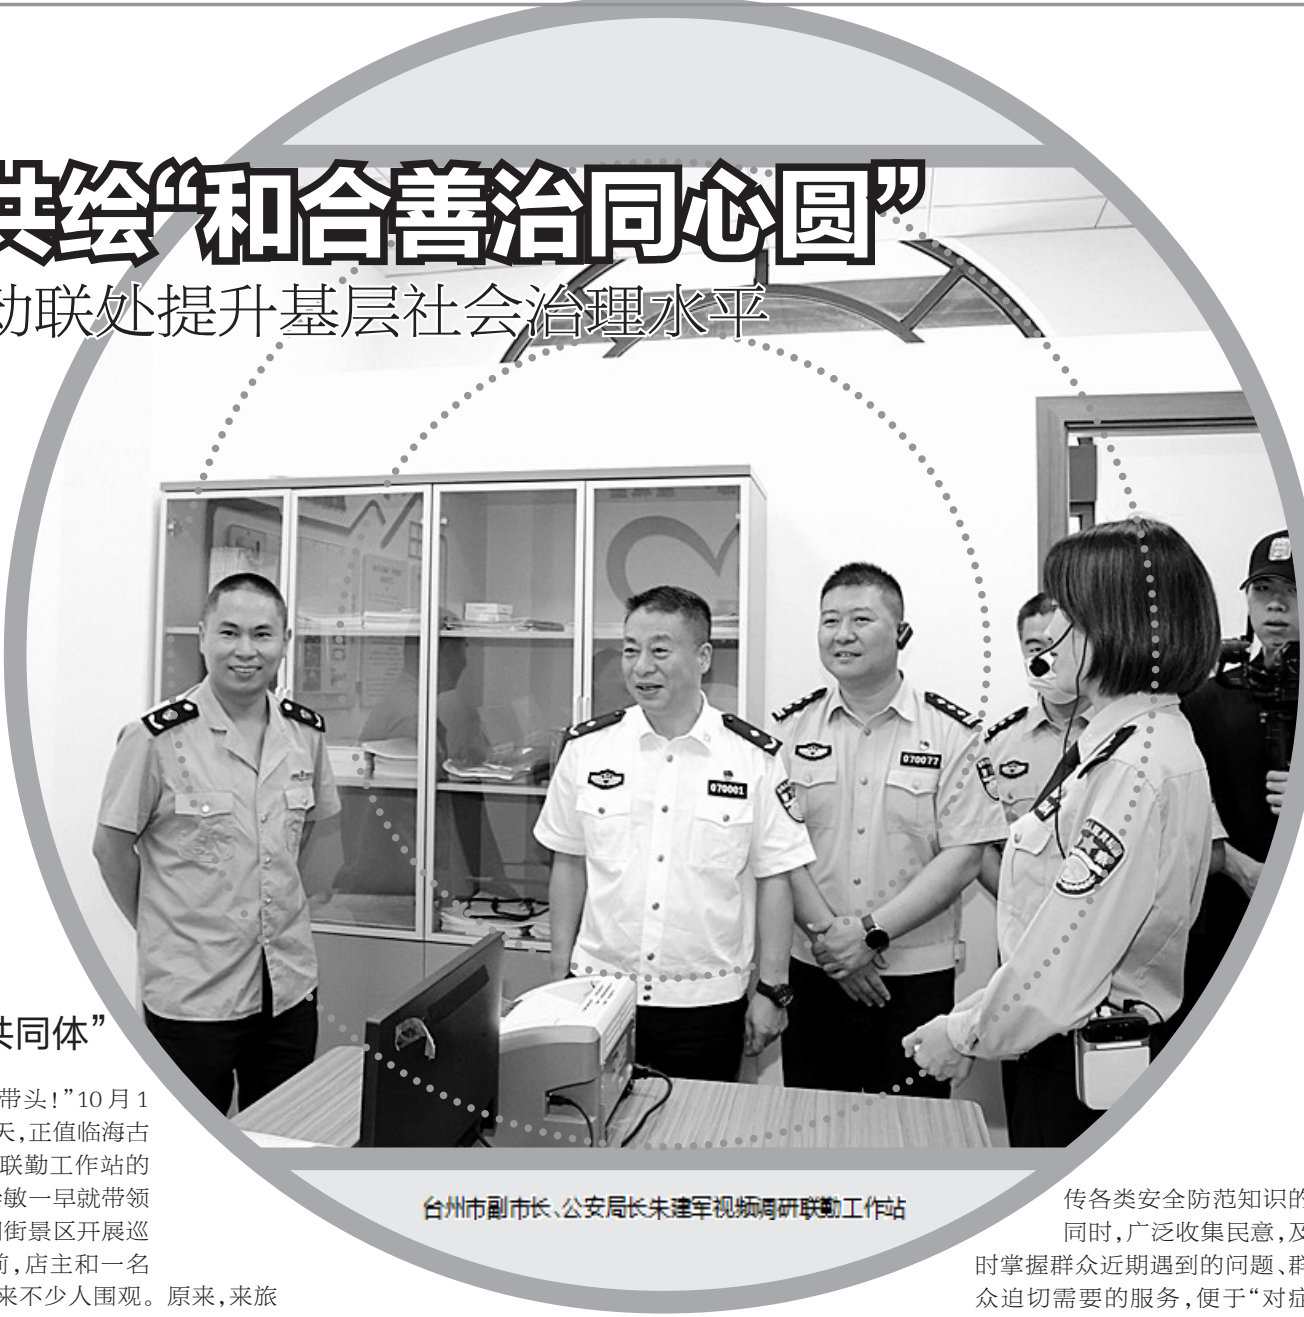 共绘“和合善治同心圆”
动联处提升基层社会治理水平
070077
070001
共同体”
带头！”10月1
天，正值临海古
联勤工作站的
敏一早就带领
街景区开展巡
前，店主和一名
来不少人围观。原来，来旅
台州市副市长、公安局长朱建军视频调研联勤工作站
传各类安全防范知识的
同时，广泛收集民意，及
时掌握群众近期遇到的问题、群
众迫切需要的服务，便于“对症